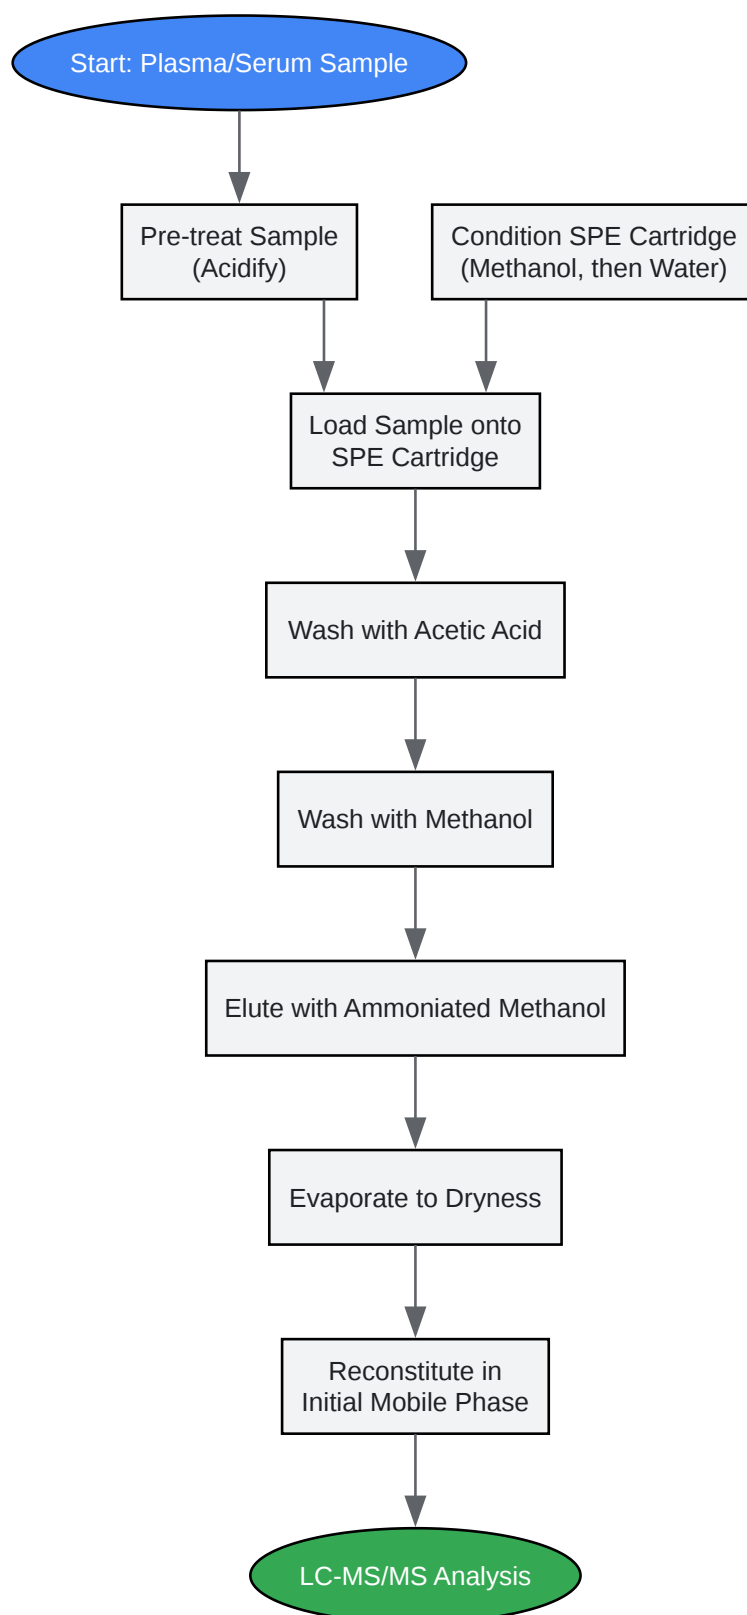 Start: Plasma/Serum Sample
Pre-treat Sample
(Acidify)
Condition SPE Cartridge
(Methanol, then Water)
Load Sample onto
SPE Cartridge
Wash with Acetic Acid
Wash with Methanol
Elute with Ammoniated Methanol
Evaporate to Dryness
Reconstitute in
Initial Mobile Phase
LC-MS/MS Analysis